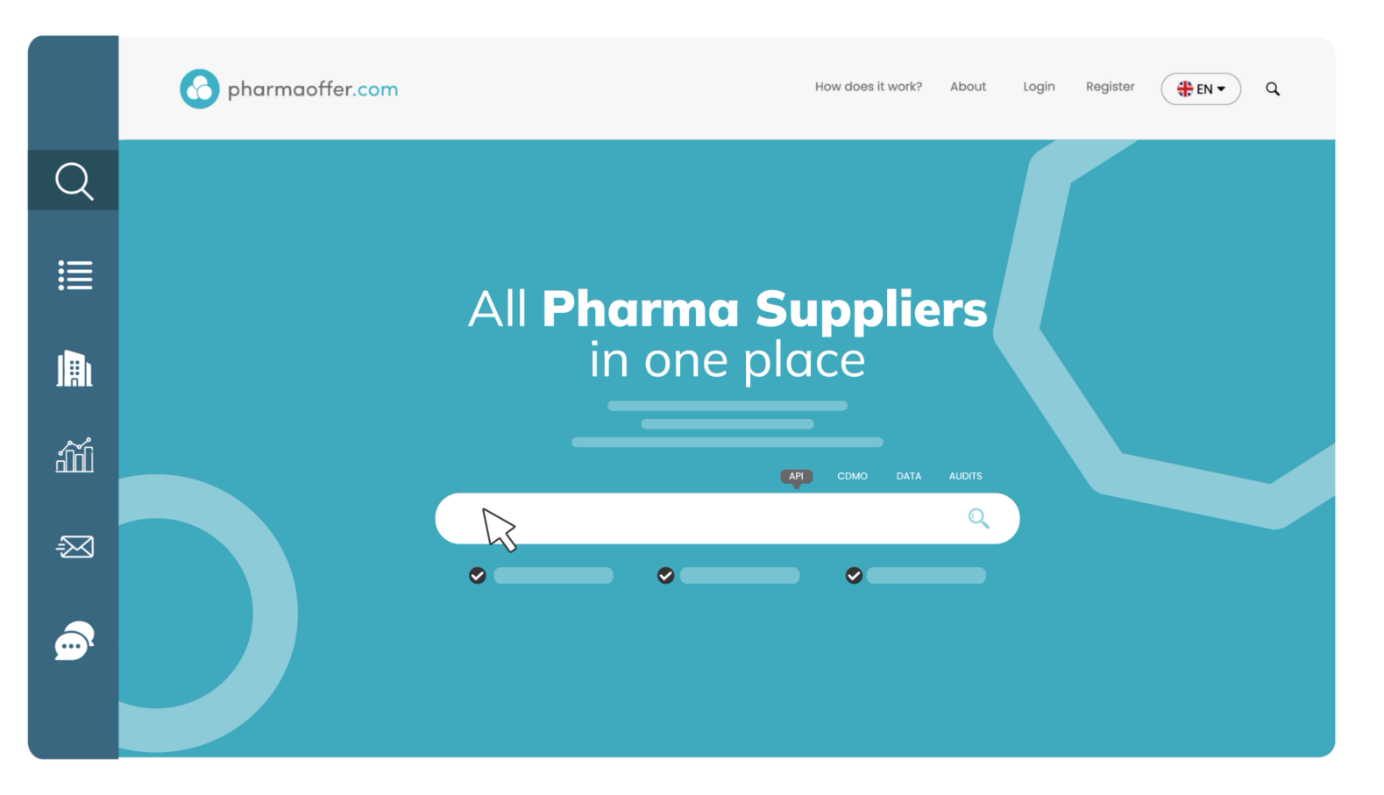 pharmaoffer.com
How does it work? About Login Register EN
All Pharma Suppliers
in one place
API CDMO DATA AUDITS